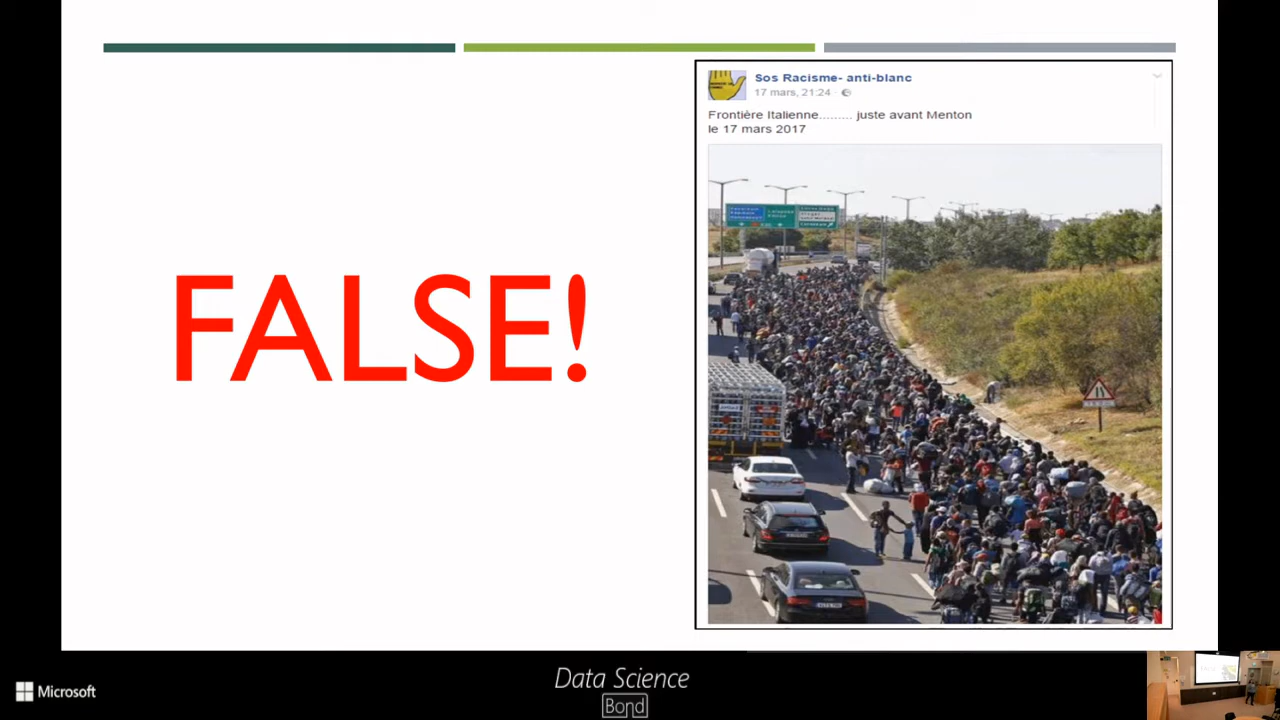 Sos Racisme- anti-blanc
17 mars, 21:24
Frontière Italienne......... juste avant Menton
le 17 mars 2017
FALSE!
Microsoft
Data Science
Bond